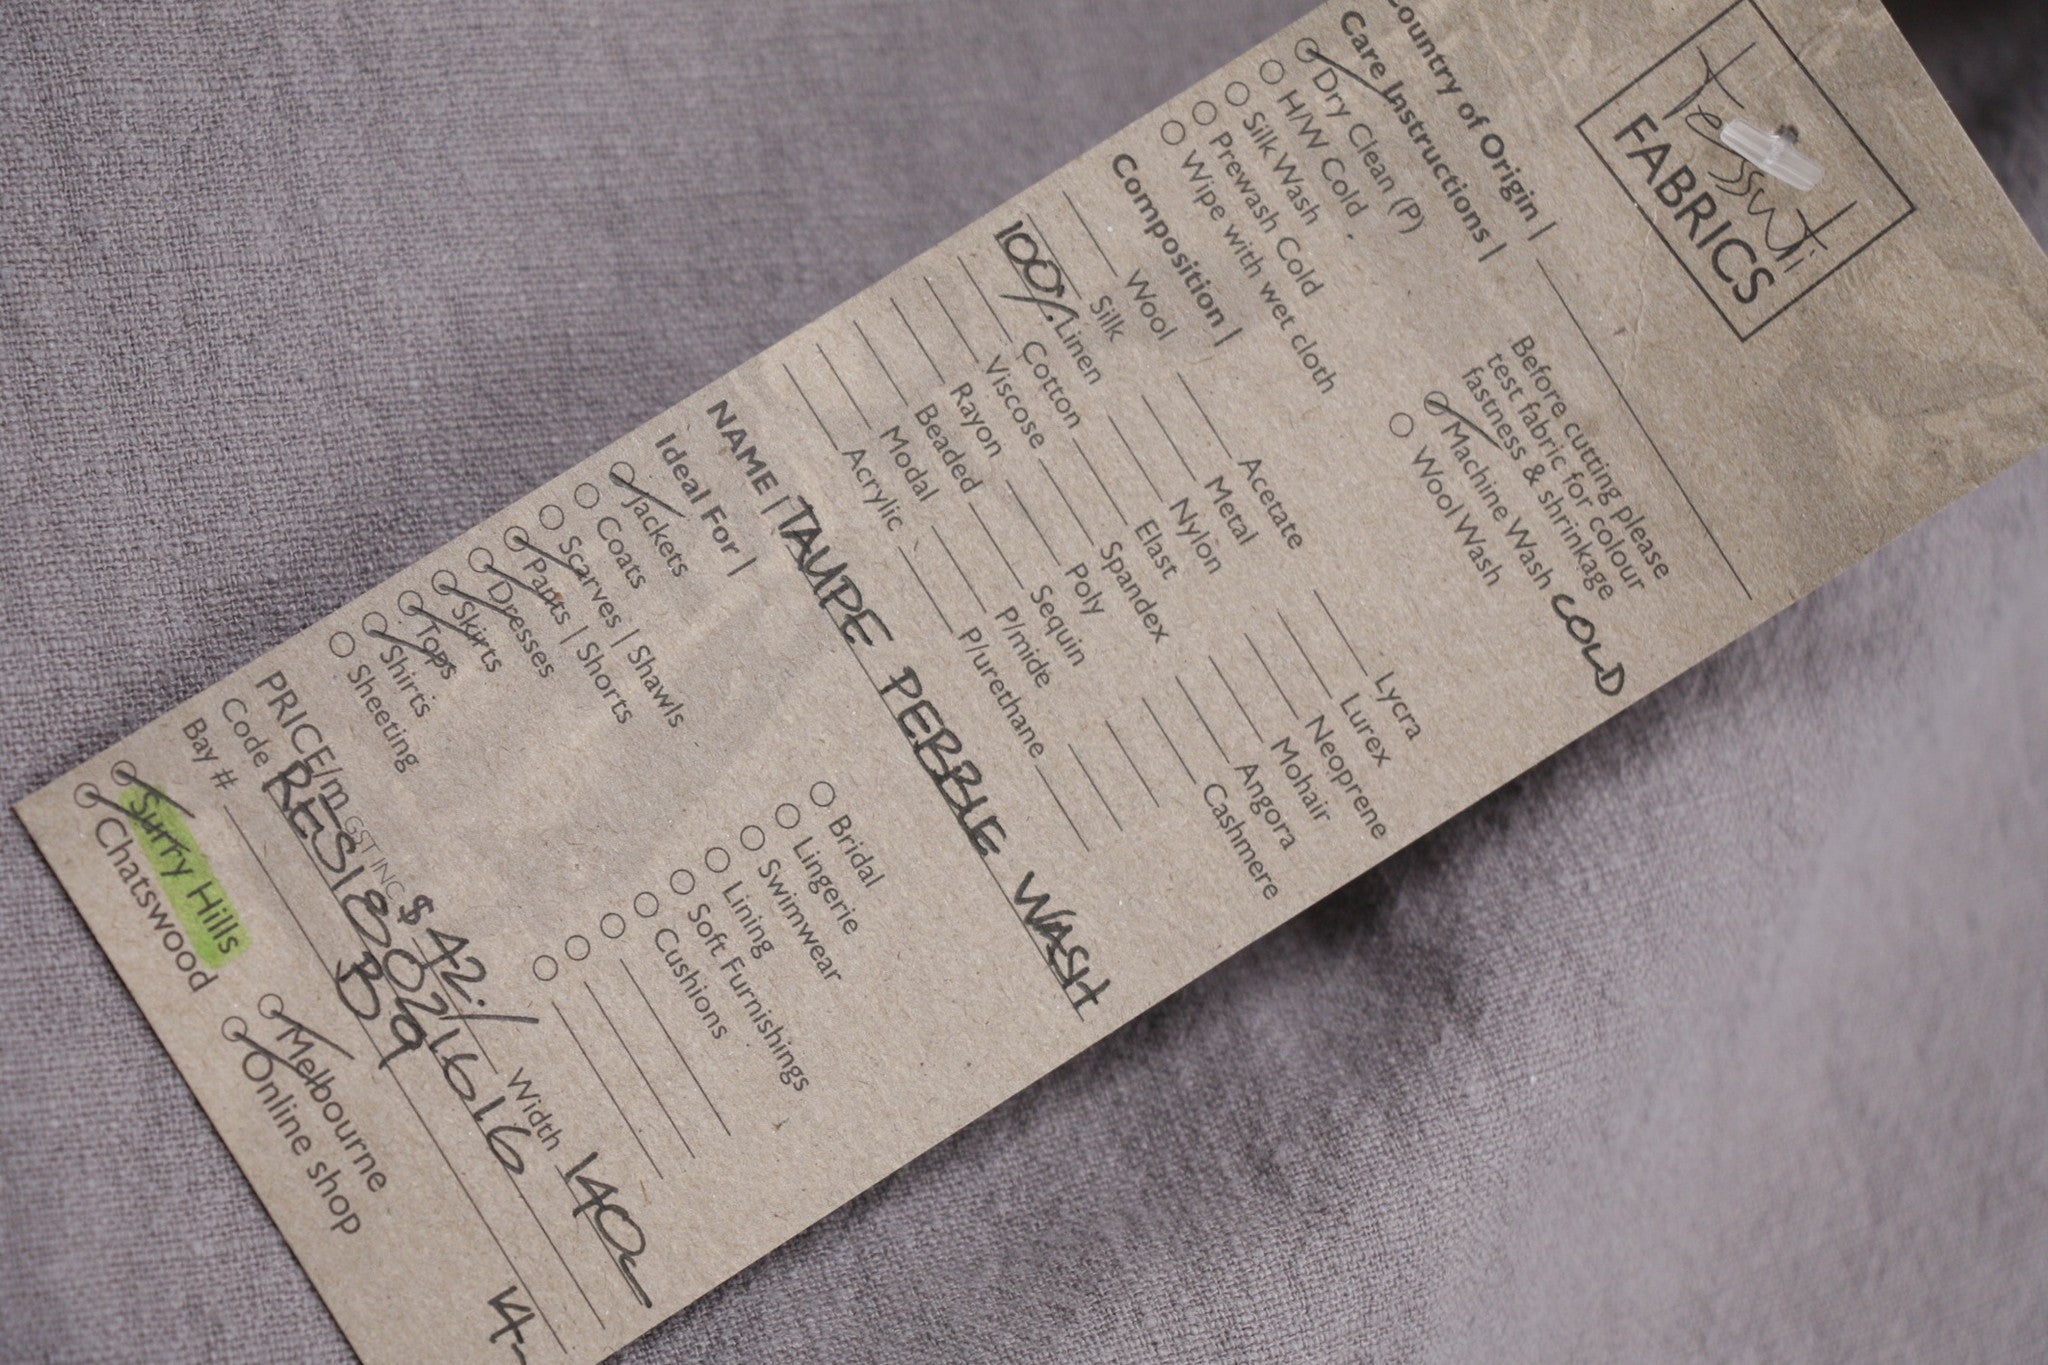 Tessuti
FABRICS
Country of Origin |
Care Instructions |
Dry Clean (P)
H/W Cold
Silk Wash
Prewash Cold
Wipe with wet cloth
Before cutting please
test fabric for colour
fastness & shrinkage
Machine Wash COLD
Wool Wash
Composition |
Wool Acetate Lycra
Silk Metal Lurex
100% Linen Nylon Neoprene
Cotton Elast Mohair
Viscose Spandex Angora
Rayon Poly Cashmere
Beaded Sequin
Modal P/mide
Acrylic P/urethane
NAME | TAUPE PEBBLE WASH
Ideal For |
Jackets Bridal
Coats Lingerie
Scarves | Shawls Swimwear
Pants | Shorts Lining
Dresses Soft Furnishings
Skirts Cushions
Tops
Shirts
Sheeting
PRICE/m GST INC $42./ Width 140c
Code RES18021616
Bay # B9
14-
Surry Hills Melbourne
Chatswood Online shop